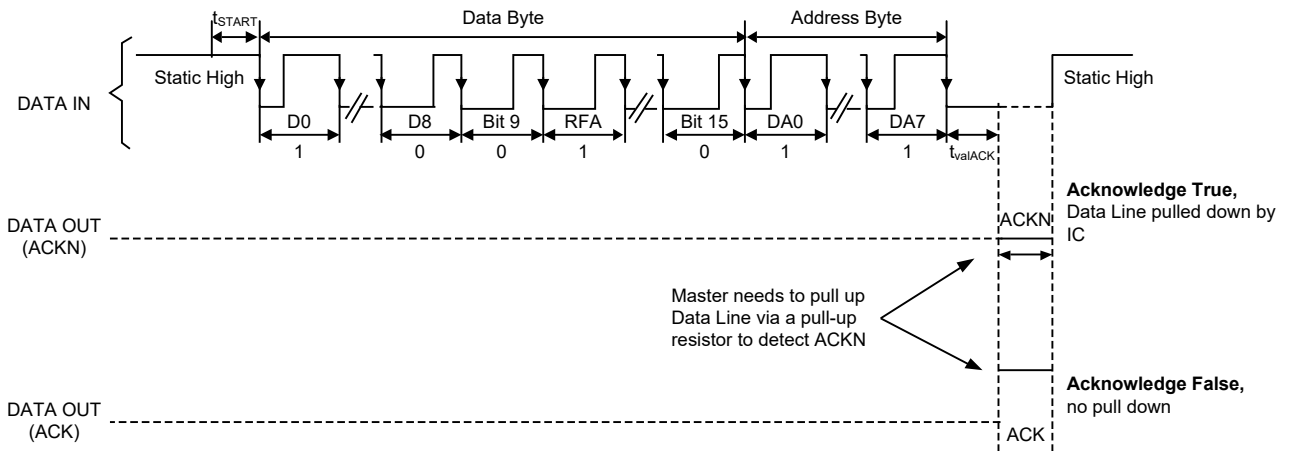 t_START
Data Byte
Address Byte
Static High
Static High
DATA IN
D0
D8
Bit 9
RFA
Bit 15
DA0
DA7
1
0
0
1
0
1
1
t_valACK
Acknowledge True,
Data Line pulled down by
IC
ACKN
DATA OUT
(ACKN)
Master needs to pull up
Data Line via a pull-up
resistor to detect ACKN
Acknowledge False,
no pull down
DATA OUT
(ACK)
ACK